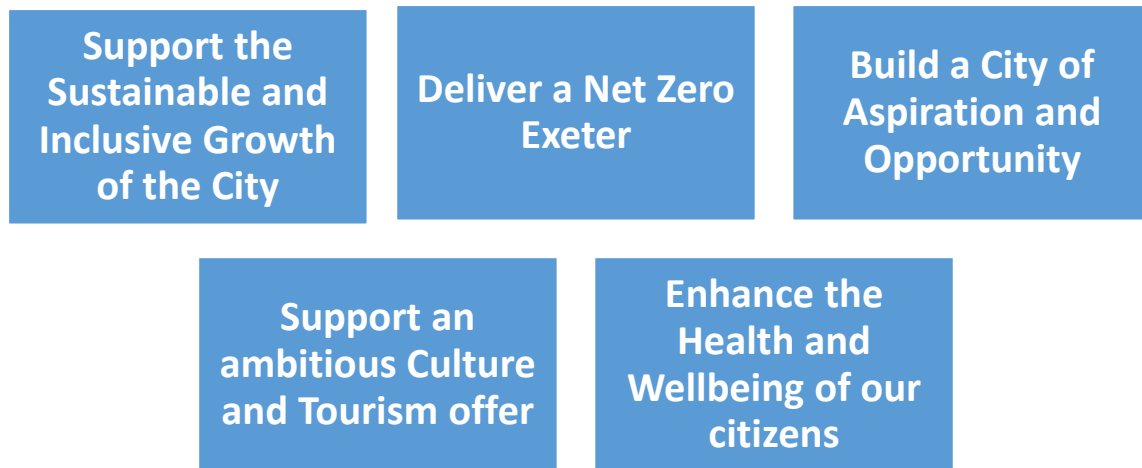 Support the
Sustainable and
Inclusive Growth
of the City
Deliver a Net Zero
Exeter
Build a City of
Aspiration and
Opportunity
Support an
ambitious Culture
and Tourism offer
Enhance the
Health and
Wellbeing of our
citizens